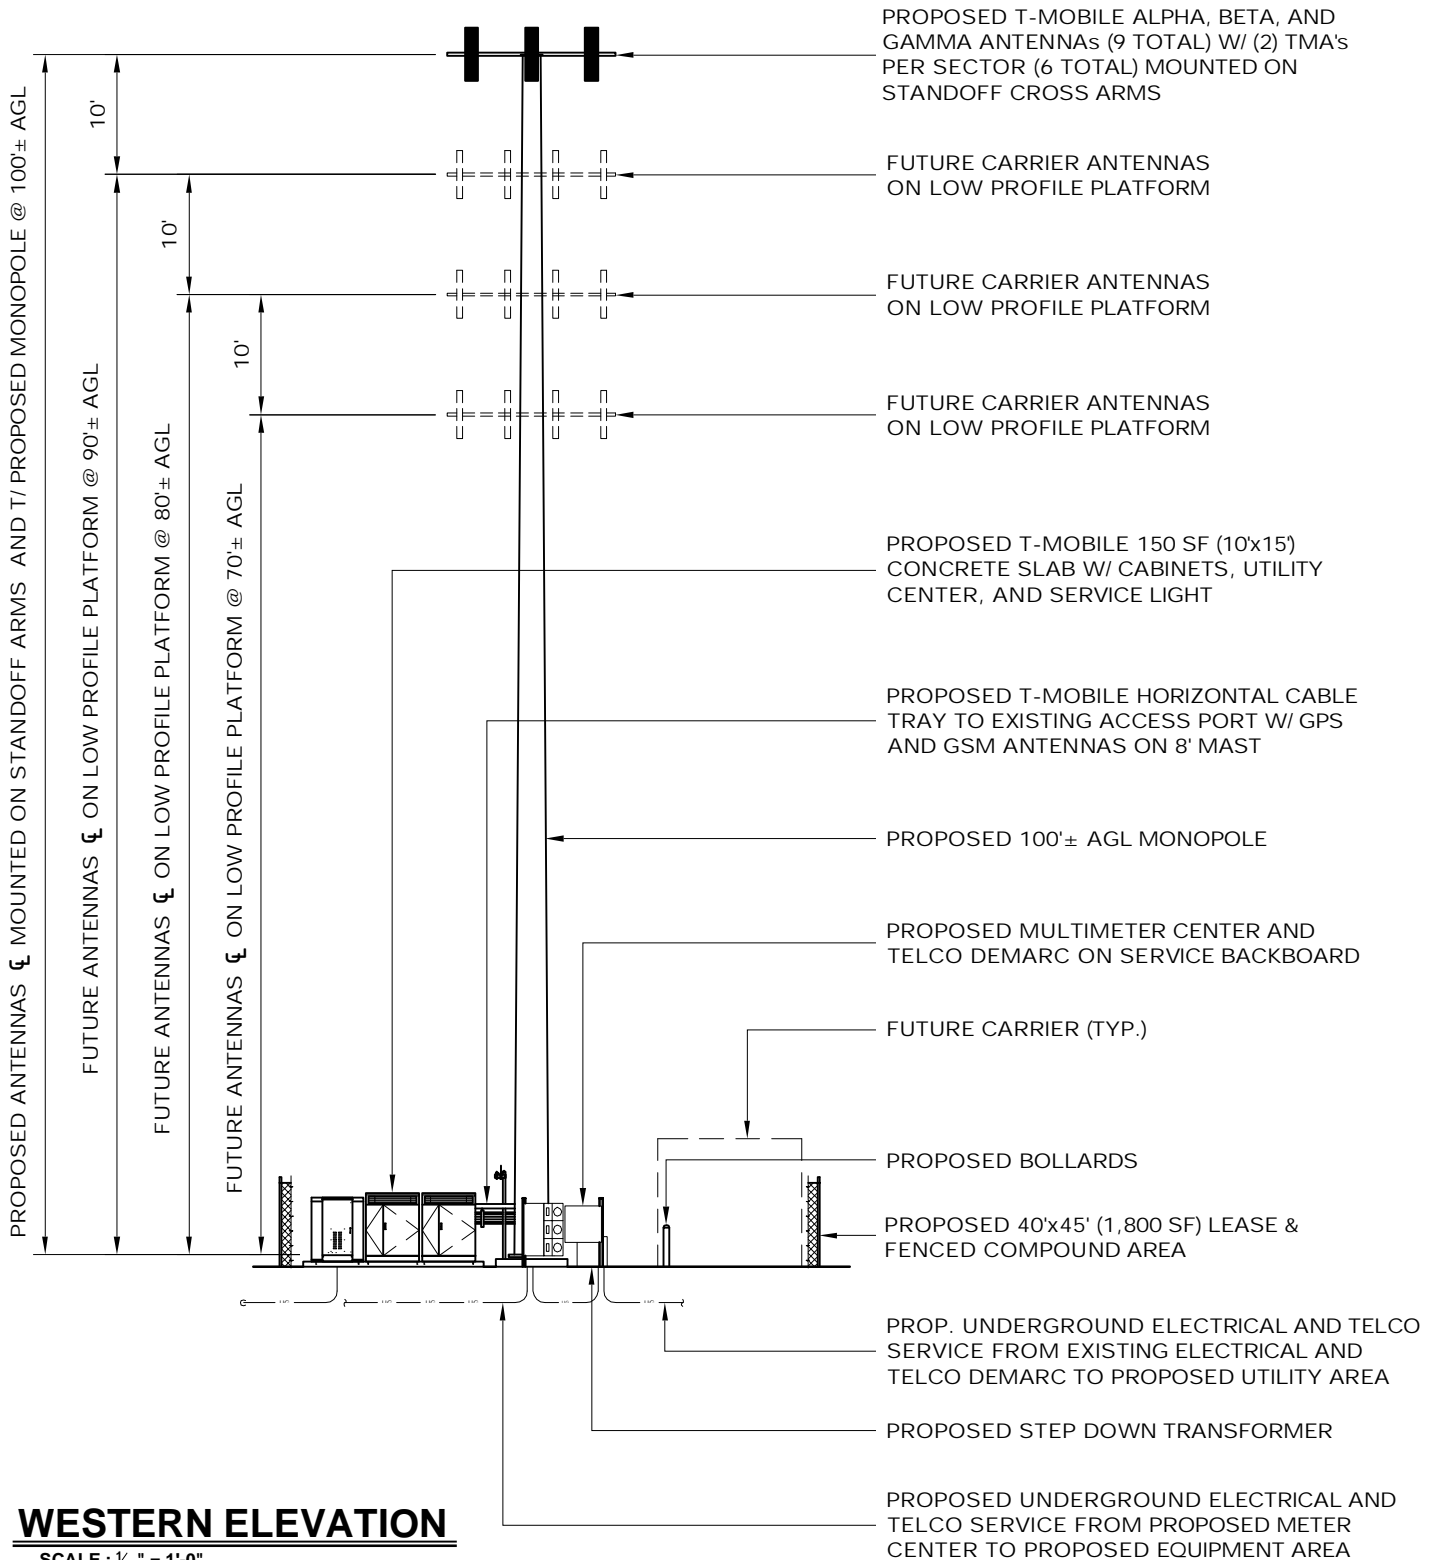 PROPOSED T-MOBILE ALPHA, BETA, AND
GAMMA ANTENNAs (9 TOTAL) W/ (2) TMA's
PER SECTOR (6 TOTAL) MOUNTED ON
STANDOFF CROSS ARMS
FUTURE CARRIER ANTENNAS
ON LOW PROFILE PLATFORM
FUTURE CARRIER ANTENNAS
ON LOW PROFILE PLATFORM
FUTURE CARRIER ANTENNAS
ON LOW PROFILE PLATFORM
PROPOSED T-MOBILE 150 SF (10'x15')
CONCRETE SLAB W/ CABINETS, UTILITY
CENTER, AND SERVICE LIGHT
PROPOSED T-MOBILE HORIZONTAL CABLE
TRAY TO EXISTING ACCESS PORT W/ GPS
AND GSM ANTENNAS ON 8' MAST
PROPOSED 100'± AGL MONOPOLE
PROPOSED MULTIMETER CENTER AND
TELCO DEMARC ON SERVICE BACKBOARD
FUTURE CARRIER (TYP.)
PROPOSED BOLLARDS
PROPOSED 40'x45' (1,800 SF) LEASE &
FENCED COMPOUND AREA
PROP. UNDERGROUND ELECTRICAL AND TELCO
SERVICE FROM EXISTING ELECTRICAL AND
TELCO DEMARC TO PROPOSED UTILITY AREA
PROPOSED STEP DOWN TRANSFORMER
PROPOSED UNDERGROUND ELECTRICAL AND
TELCO SERVICE FROM PROPOSED METER
CENTER TO PROPOSED EQUIPMENT AREA
PROPOSED ANTENNAS ℄ MOUNTED ON STANDOFF ARMS AND T/ PROPOSED MONOPOLE @ 100'± AGL
FUTURE ANTENNAS ℄ ON LOW PROFILE PLATFORM @ 90'± AGL
FUTURE ANTENNAS ℄ ON LOW PROFILE PLATFORM @ 80'± AGL
FUTURE ANTENNAS ℄ ON LOW PROFILE PLATFORM @ 70'± AGL
10'
10'
10'
WESTERN ELEVATION
SCALE : " = 1'-0"